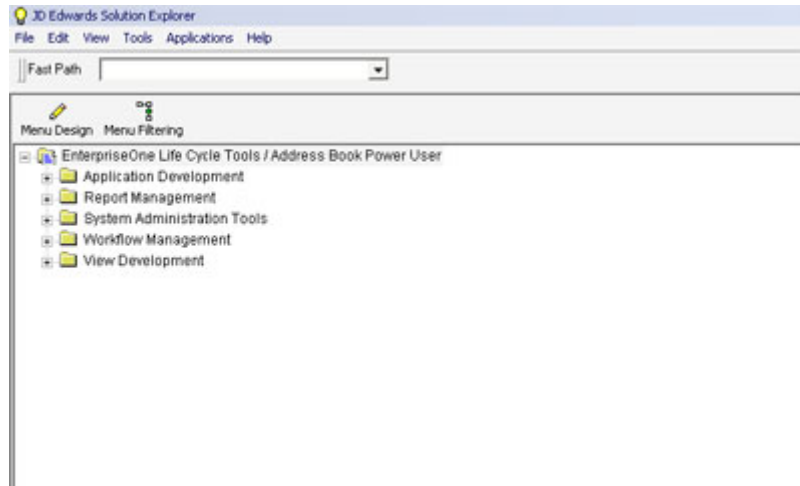 JD Edwards Solution Explorer
File Edit View Tools Applications Help
Fast Path
Menu Design Menu Filtering
EnterpriseOne Life Cycle Tools / Address Book Power User
Application Development
Report Management
System Administration Tools
Workflow Management
View Development